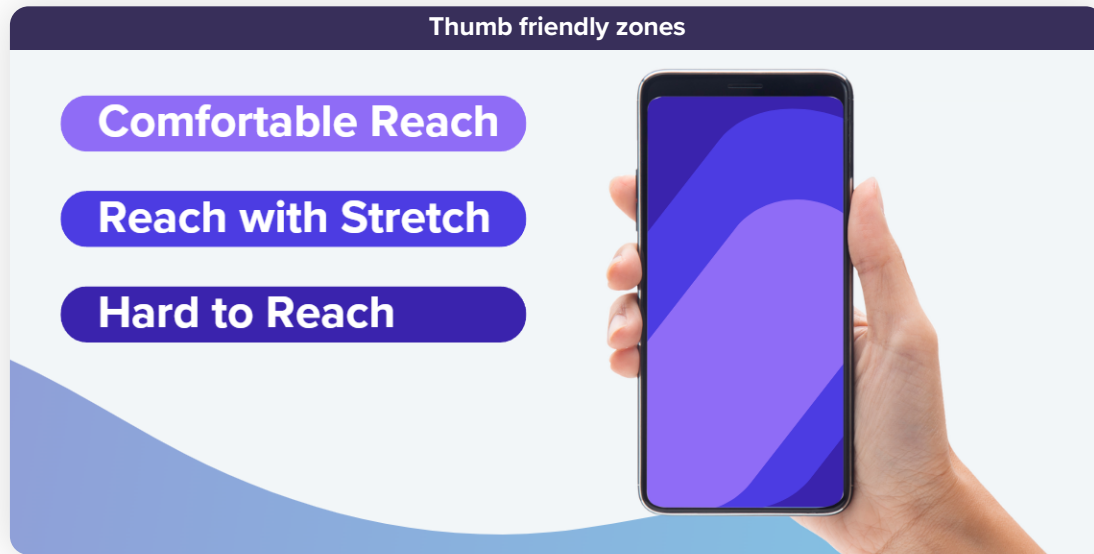 Thumb friendly zones
Comfortable Reach
Reach with Stretch
Hard to Reach